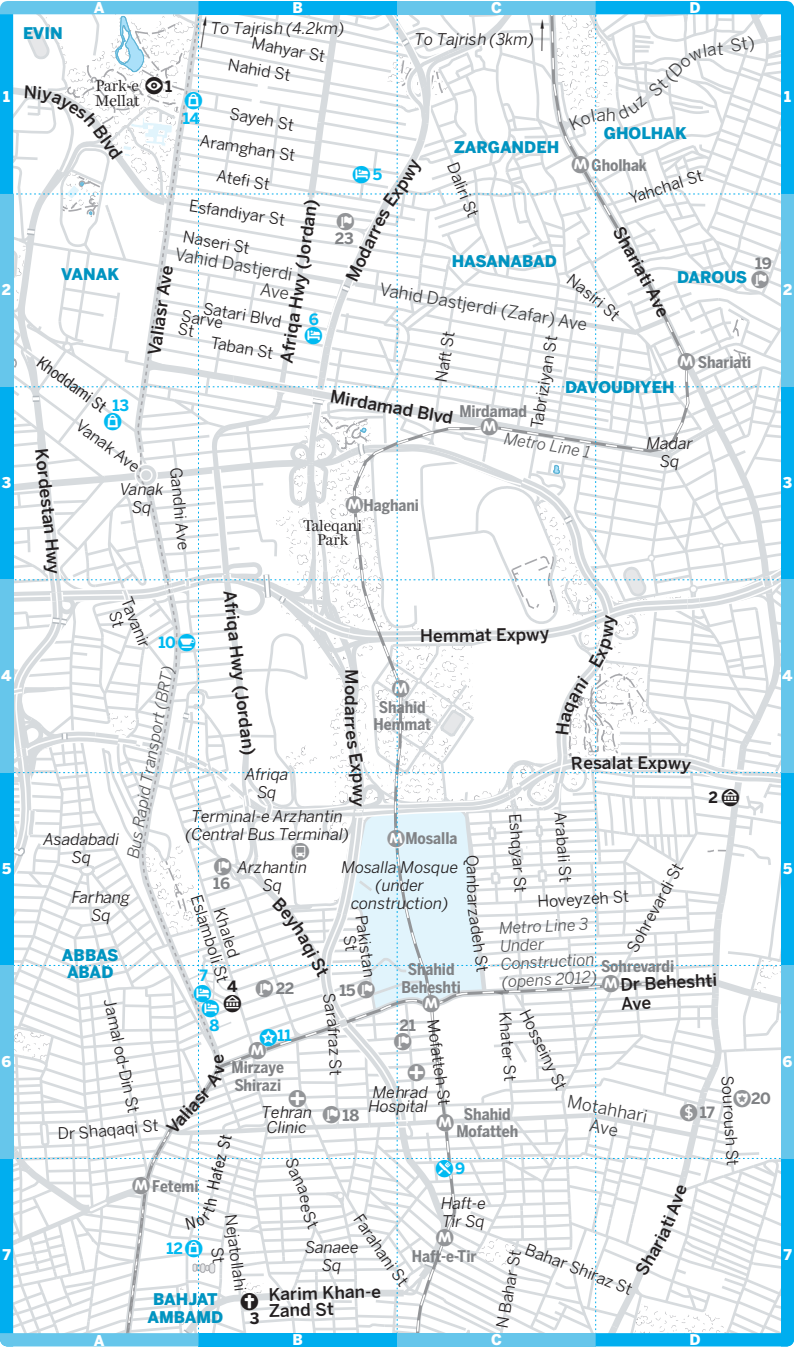 A
B
C
D
EVIN
To Tajrish (4.2km)
To Tajrish (3km)
Mahyar St
Nahid St
Park-e
Mellat
1
1
1
14
Niyayesh Blvd
Sayeh St
Aramghan St
Atefi St
5
Kolahduz St (Dowlat St)
GHOLHAK
ZARGANDEH
Gholhak
Daliri St
Yahchal St
Esfandiyar St
23
Naseri St
Vahid Dastjerdi
Ave
Afriqa Hwy (Jordan)
Modarres Expwy
Shariati Ave
HASANABAD
VANAK
DAROUS
19
2
2
Valiasr Ave
Satari Blvd
Sarve
St
Taban St
6
Vahid Dastjerdi (Zafar) Ave
Nasiri St
Naft St
Tabriziyan St
Shariati
DAVOUDIYEH
Khoddami St
13
Mirdamad Blvd
Mirdamad
Metro Line 1
Madar
Sq
Vanak Ave
Vanak
Sq
Gandhi Ave
Kordestan Hwy
3
3
Haghani
Taleqani
Park
Tavanir
St
10
Afriqa Hwy (Jordan)
Hemmat Expwy
Haqani Expwy
4
4
Bus Rapid Transport (BRT)
Modarres Expwy
Shahid
Hemmat
Resalat Expwy
Afriqa
Sq
2
Terminal-e Arzhantin
(Central Bus Terminal)
Asadabadi
Sq
Mosalla
Eshqyar St
Arabali St
5
5
16
Arzhantin
Sq
Mosalla Mosque
(under
construction)
Qanbarzadeh St
Farhang
Sq
Hoveyzeh St
Sohrevardi St
Khaled
Eslamboli St
Beyhaqi St
Pakistan
St
Metro Line 3
Under
Construction
(opens 2012)
ABBAS
ABAD
Shahid
Beheshti
Sohrevardi
Dr Beheshti
Ave
7
4
22
15
8
11
Jamal od-Din St
Sarafraz St
21
Mofatteh St
Khater St
Hosseiny St
6
6
Mirzaye
Shirazi
Valiasr Ave
Mehrad
Hospital
Tehran
Clinic
18
Shahid
Mofatteh
Motahhari
Ave
17
20
Souroush St
Dr Shaqaqi St
9
Fetemi
North Hafez St
SanaeeSt
Farahani St
Haft-e
Tir Sq
Shariati Ave
7
7
12
Nejatollahi
St
Sanaee
Sq
Haft-e-Tir
N Bahar St
Bahar Shiraz St
BAHJAT
AMBAMD
3
Karim Khan-e
Zand St
A
B
C
D